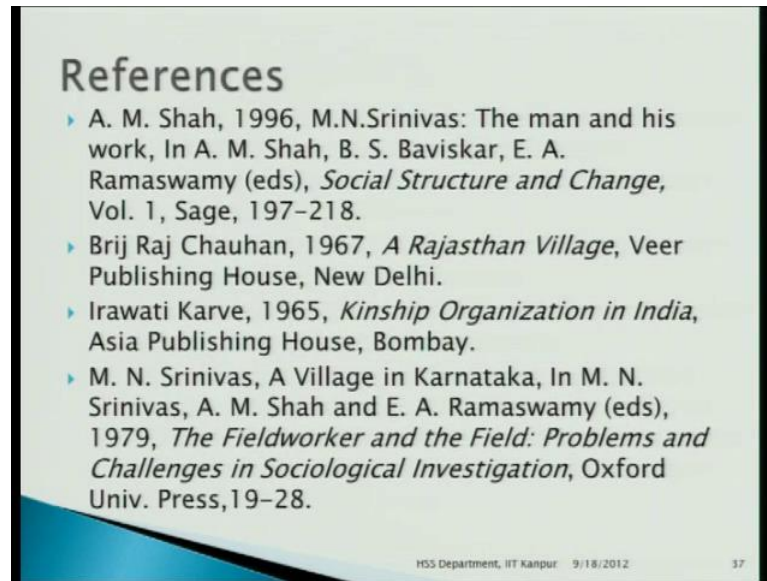 References
A. M. Shah, 1996, M.N.Srinivas: The man and his
work, In A. M. Shah, B. S. Baviskar, E. A.
Ramaswamy (eds), Social Structure and Change,
Vol. 1, Sage, 197-218.
Brij Raj Chauhan, 1967, A Rajasthan Village, Veer
Publishing House, New Delhi.
Irawati Karve, 1965, Kinship Organization in India,
Asia Publishing House, Bombay.
M. N. Srinivas, A Village in Karnataka, In M. N.
Srinivas, A. M. Shah and E. A. Ramaswamy (eds),
1979, The Fieldworker and the Field: Problems and
Challenges in Sociological Investigation, Oxford
Univ. Press,19-28.
HSS Department, IIT Kanpur 9/18/2012 37